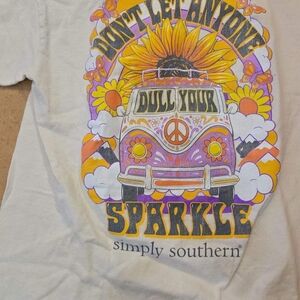 DON'T LET ANYONE
DULL YOUR
SPARKLE
simply southern®